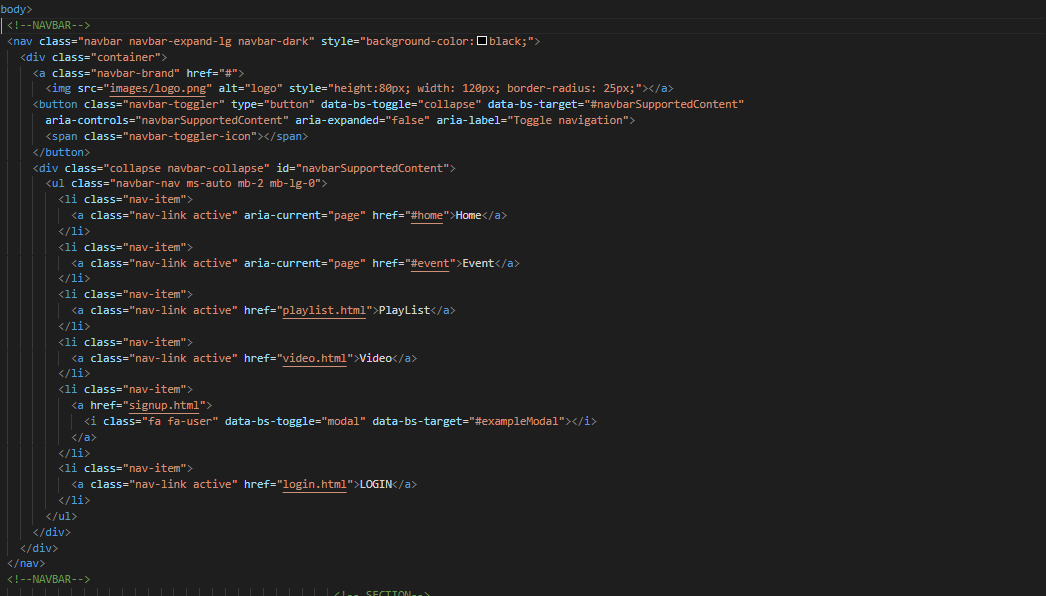 body>
<!--NAVBAR-->
<nav class="navbar navbar-expand-lg navbar-dark" style="background-color: black;">
<div class="container">
<a class="navbar-brand" href="#">
<img src="images/logo.png" alt="logo" style="height:80px; width: 120px; border-radius: 25px;"></a>
<button class="navbar-toggler" type="button" data-bs-toggle="collapse" data-bs-target="#navbarSupportedContent"
aria-controls="navbarSupportedContent" aria-expanded="false" aria-label="Toggle navigation">
<span class="navbar-toggler-icon"></span>
</button>
<div class="collapse navbar-collapse" id="navbarSupportedContent">
<ul class="navbar-nav ms-auto mb-2 mb-lg-0">
<li class="nav-item">
<a class="nav-link active" aria-current="page" href="#home">Home</a>
</li>
<li class="nav-item">
<a class="nav-link active" aria-current="page" href="#event">Event</a>
</li>
<li class="nav-item">
<a class="nav-link active" href="playlist.html">PlayList</a>
</li>
<li class="nav-item">
<a class="nav-link active" href="video.html">Video</a>
</li>
<li class="nav-item">
<a href="signup.html">
<i class="fa fa-user" data-bs-toggle="modal" data-bs-target="#exampleModal"></i>
</a>
</li>
<li class="nav-item">
<a class="nav-link active" href="login.html">LOGIN</a>
</li>
</ul>
</div>
</div>
</nav>
<!--NAVBAR-->
<!-- SECTION-->